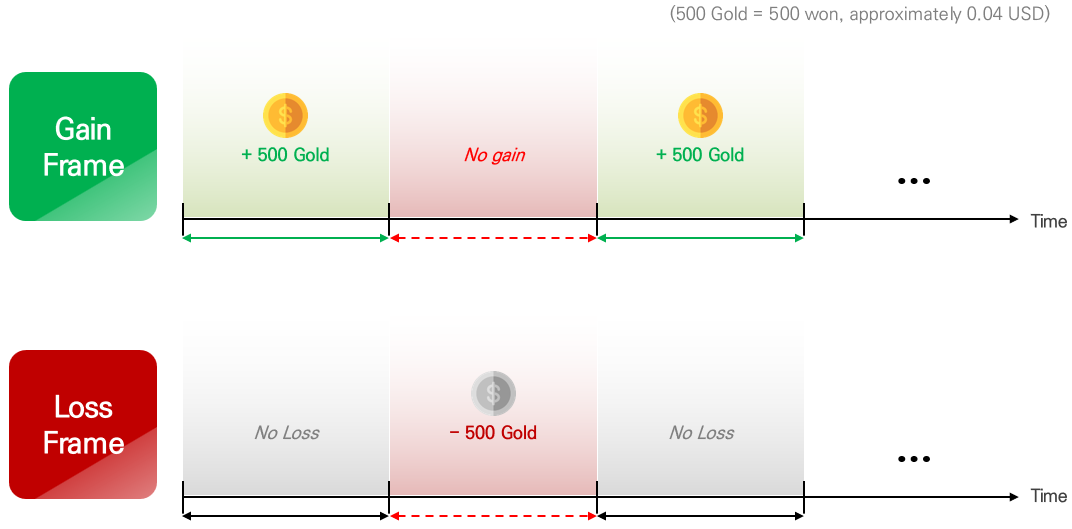 (500 Gold = 500 won, approximately 0.04 USD)
Gain
Frame
+ 500 Gold
No gain
+ 500 Gold
...
Time
Loss
Frame
No Loss
− 500 Gold
No Loss
...
Time